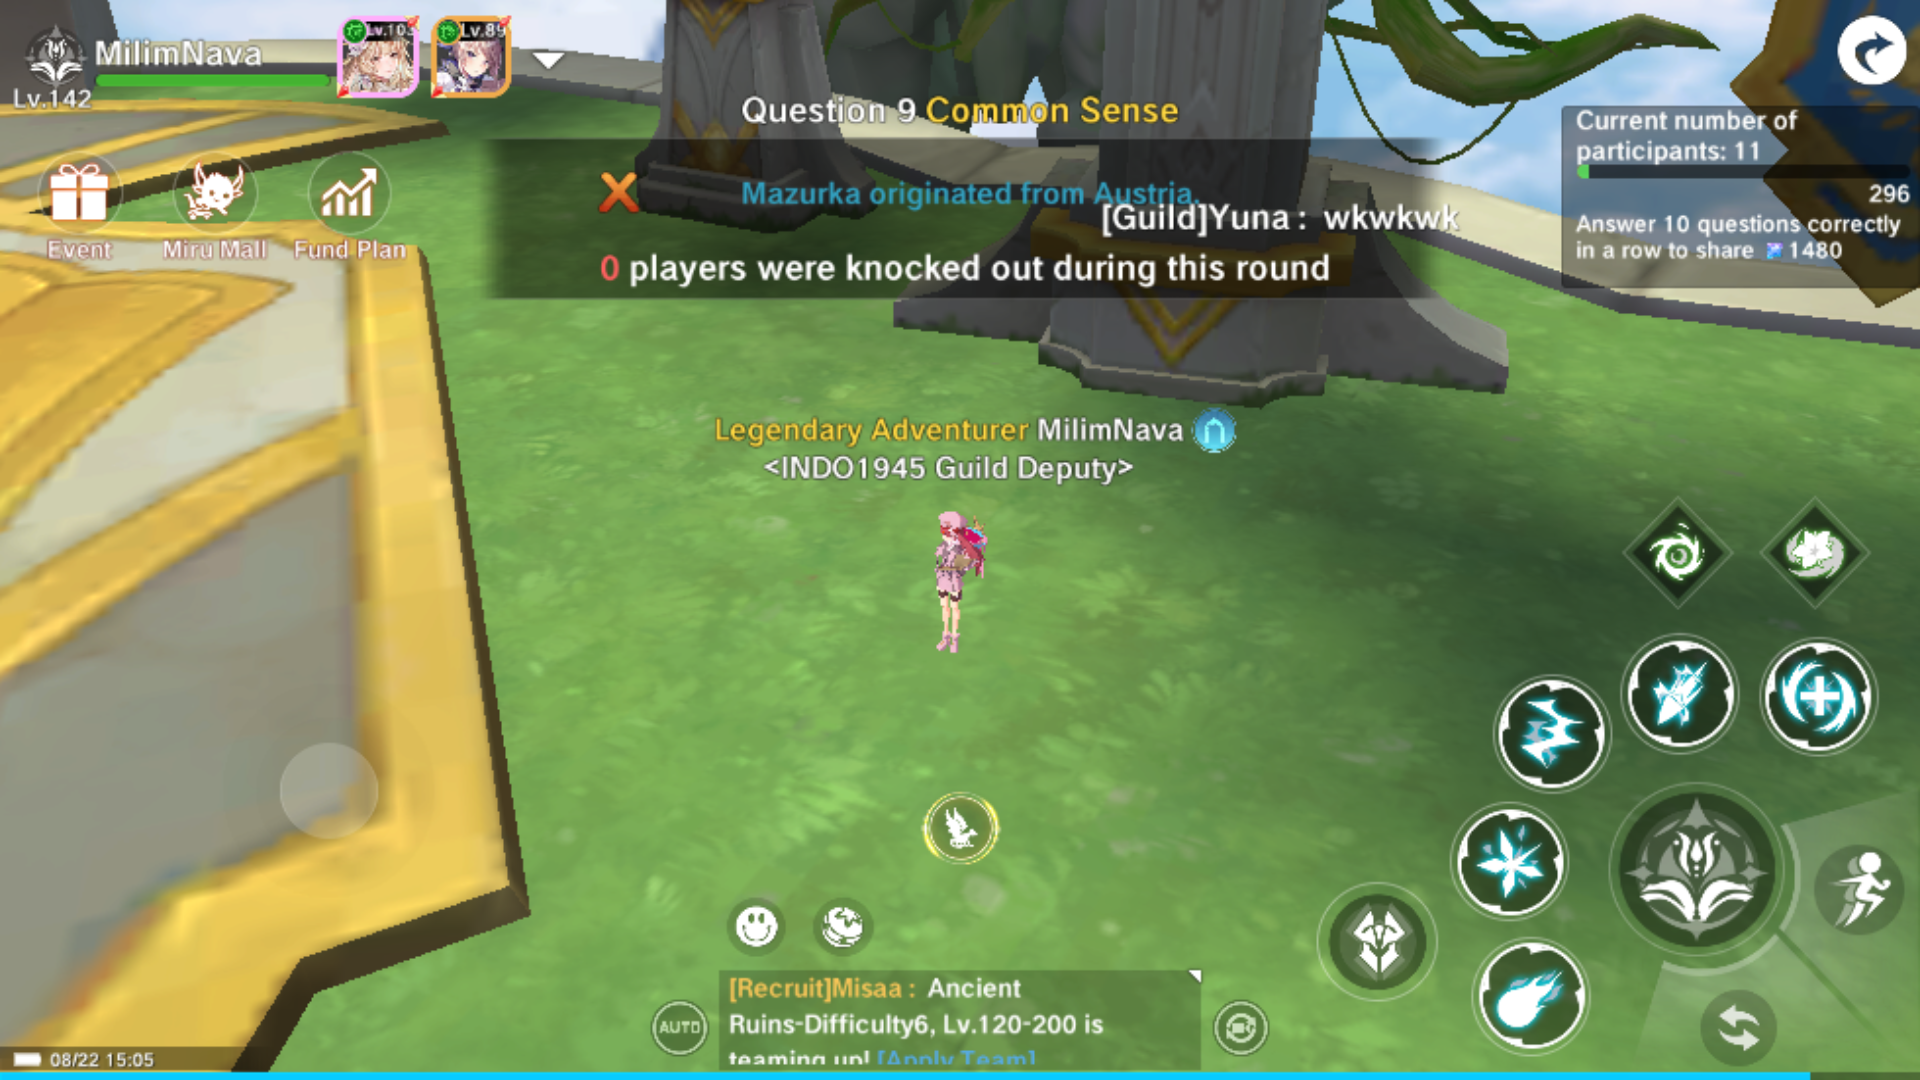 MilimNava
Lv.142
Lv.103
Lv.89
Question 9 Common Sense
Mazurka originated from Austria.
[Guild]Yuna : wkwkwk
0 players were knocked out during this round
Current number of
participants: 11
296
Answer 10 questions correctly
in a row to share 1480
Event
Miru Mall
Fund Plan
Legendary Adventurer MilimNava
<INDO1945 Guild Deputy>
[Recruit]Misaa : Ancient
Ruins-Difficulty6, Lv.120-200 is
teaming up! [Apply Team]
AUTO
08/22 15:05